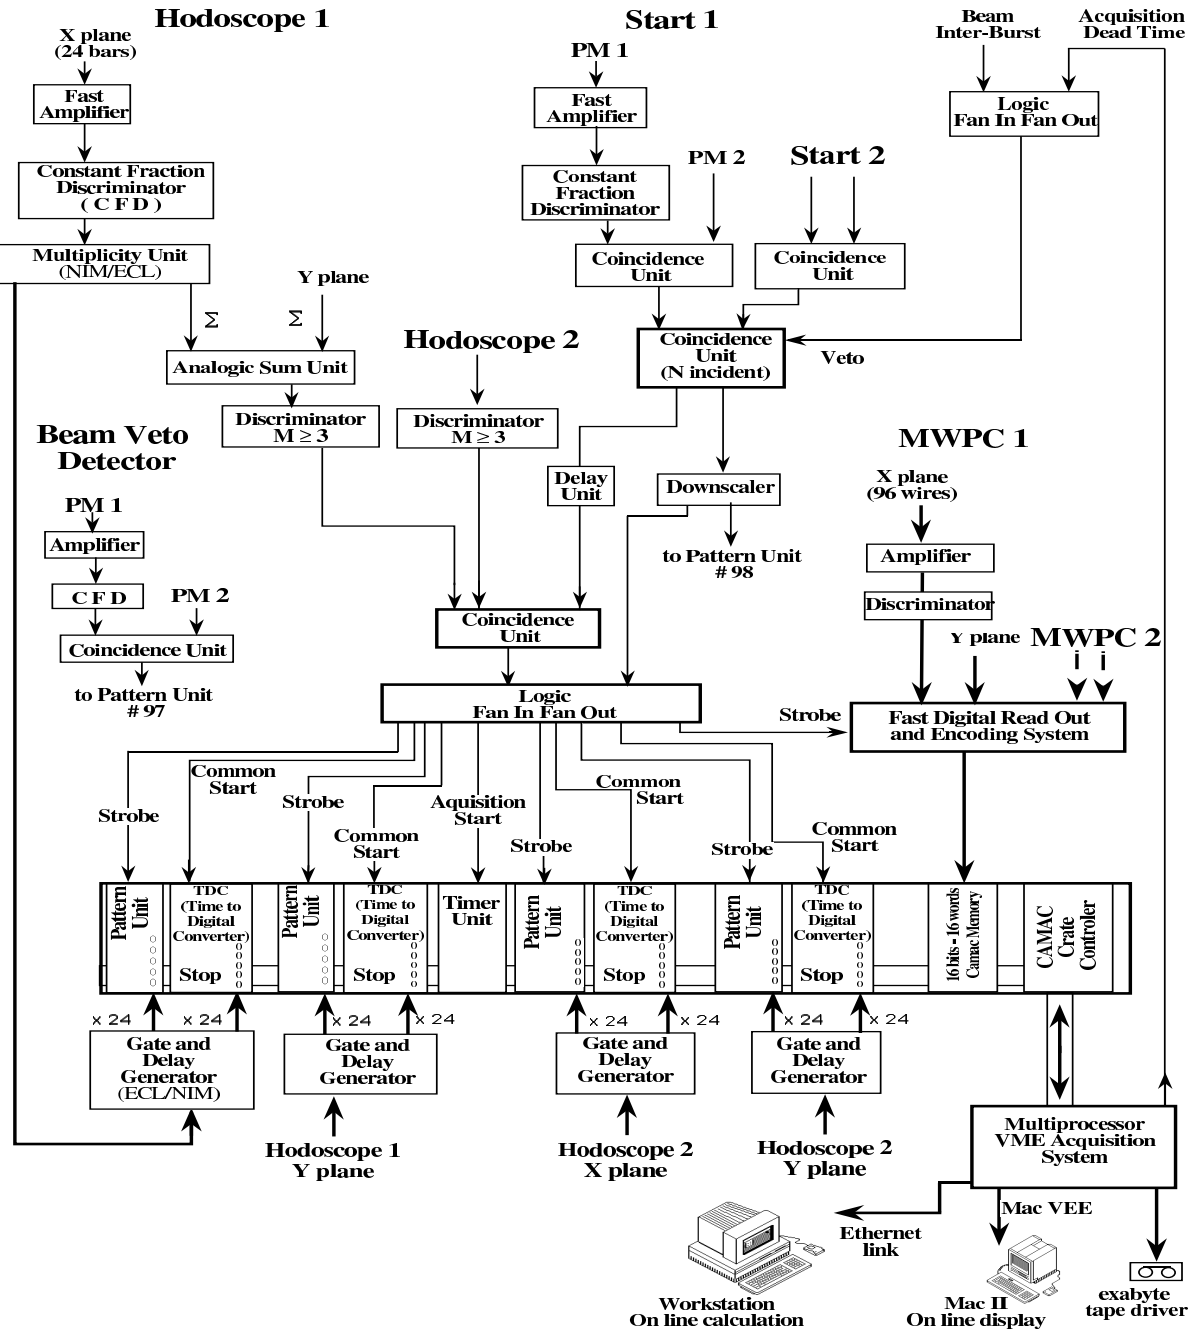 Hodoscope 1
X plane
(24 bars)
Fast
Amplifier
Constant Fraction
Discriminator
( C F D )
Multiplicity Unit
(NIM/ECL)
Y plane
M
M
Analogic Sum Unit
Discriminator
M ≥ 3
Hodoscope 2
Discriminator
M ≥ 3
Start 1
PM 1
Fast
Amplifier
Constant
Fraction
Discriminator
PM 2
Coincidence
Unit
Start 2
Coincidence
Unit
Beam
Inter-Burst
Acquisition
Dead Time
Logic
Fan In Fan Out
Coincidence
Unit
(N incident)
Veto
Delay
Unit
Downscaler
to Pattern Unit
# 98
Beam Veto
Detector
PM 1
Amplifier
C F D
PM 2
Coincidence Unit
to Pattern Unit
# 97
MWPC 1
X plane
(96 wires)
Amplifier
Discriminator
Y plane
MWPC 2
Coincidence
Unit
Logic
Fan In Fan Out
Strobe
Fast Digital Read Out
and Encoding System
Strobe
Common
Start
Strobe
Common
Start
Aquisition
Start
Strobe
Common
Start
Strobe
Common
Start
Pattern
Unit
TDC
(Time to
Digital
Converter)
Stop
Pattern
Unit
TDC
(Time to
Digital
Converter)
Stop
Timer
Unit
Pattern
Unit
TDC
(Time to
Digital
Converter)
Stop
Pattern
Unit
TDC
(Time to
Digital
Converter)
Stop
16 bits - 16 words
Camac Memory
CAMAC
Crate
Controler
x 24
x 24
x 24
x 24
x 24
x 24
x 24
x 24
Gate and
Delay
Generator
(ECL/NIM)
Gate and
Delay
Generator
Gate and
Delay
Generator
Gate and
Delay
Generator
Hodoscope 1
Y plane
Hodoscope 2
X plane
Hodoscope 2
Y plane
Multiprocessor
VME Acquisition
System
Mac VEE
Ethernet
link
Workstation
On line calculation
Mac II
On line display
exabyte
tape driver